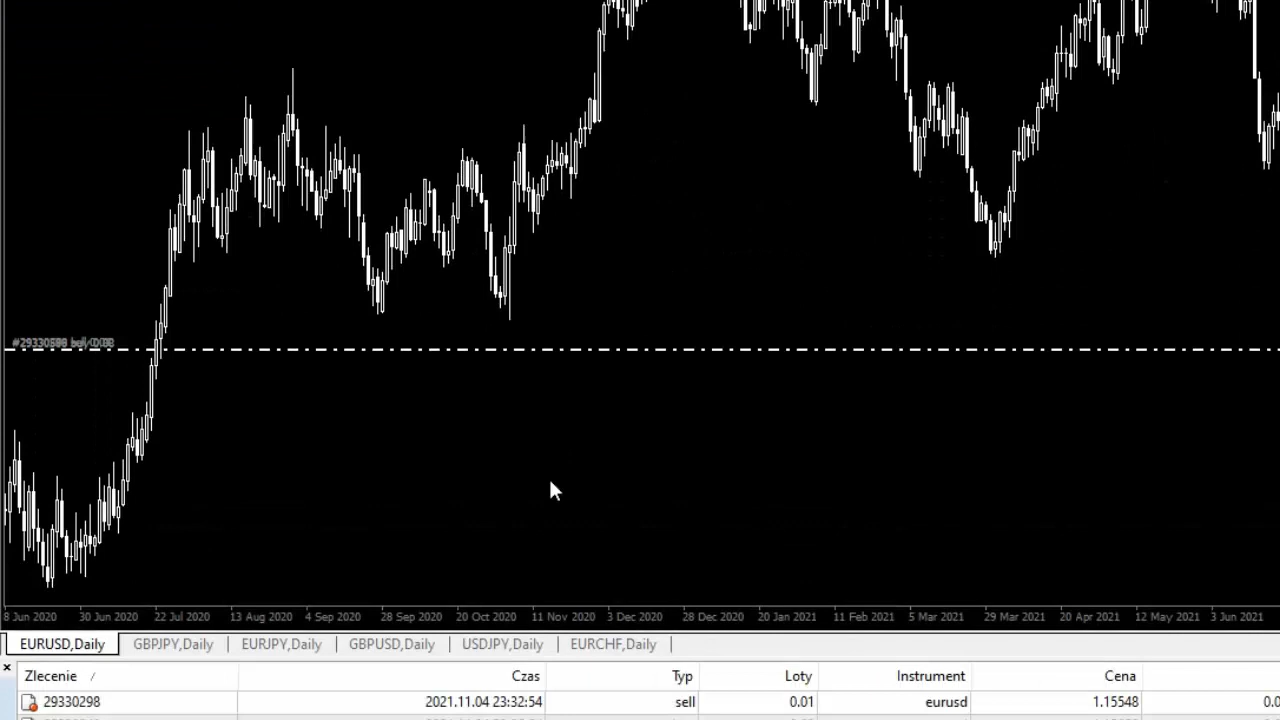 8 Jun 2020 30 Jun 2020 22 Jul 2020 13 Aug 2020 4 Sep 2020 28 Sep 2020 20 Oct 2020 11 Nov 2020 3 Dec 2020 28 Dec 2020 20 Jan 2021 11 Feb 2021 5 Mar 2021 29 Mar 2021 20 Apr 2021 12 May 2021 3 Jun 2021
EURUSD,Daily GBPJPY,Daily EURJPY,Daily GBPUSD,Daily USDJPY,Daily EURCHF,Daily
Zlecenie / Czas Typ Loty Instrument Cena
29330298 2021.11.04 23:32:54 sell 0.01 eurusd 1.15548 0.0